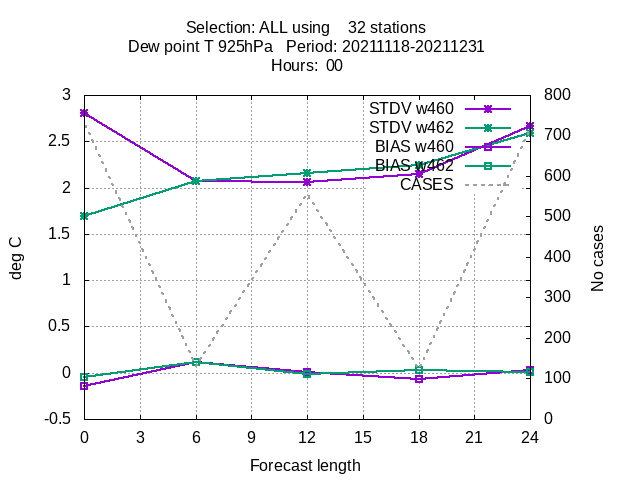 Selection: ALL using 32 stations
Dew point T 925hPa Period: 20211118-20211231
Hours: 00
3
2.5
2
1.5
1
0.5
0
-0.5
deg C
STDV w460
STDV w462
BIAS w460
BIAS w462
CASES
800
700
600
500
400
300
200
100
0
No cases
0 3 6 9 12 15 18 21 24
Forecast length